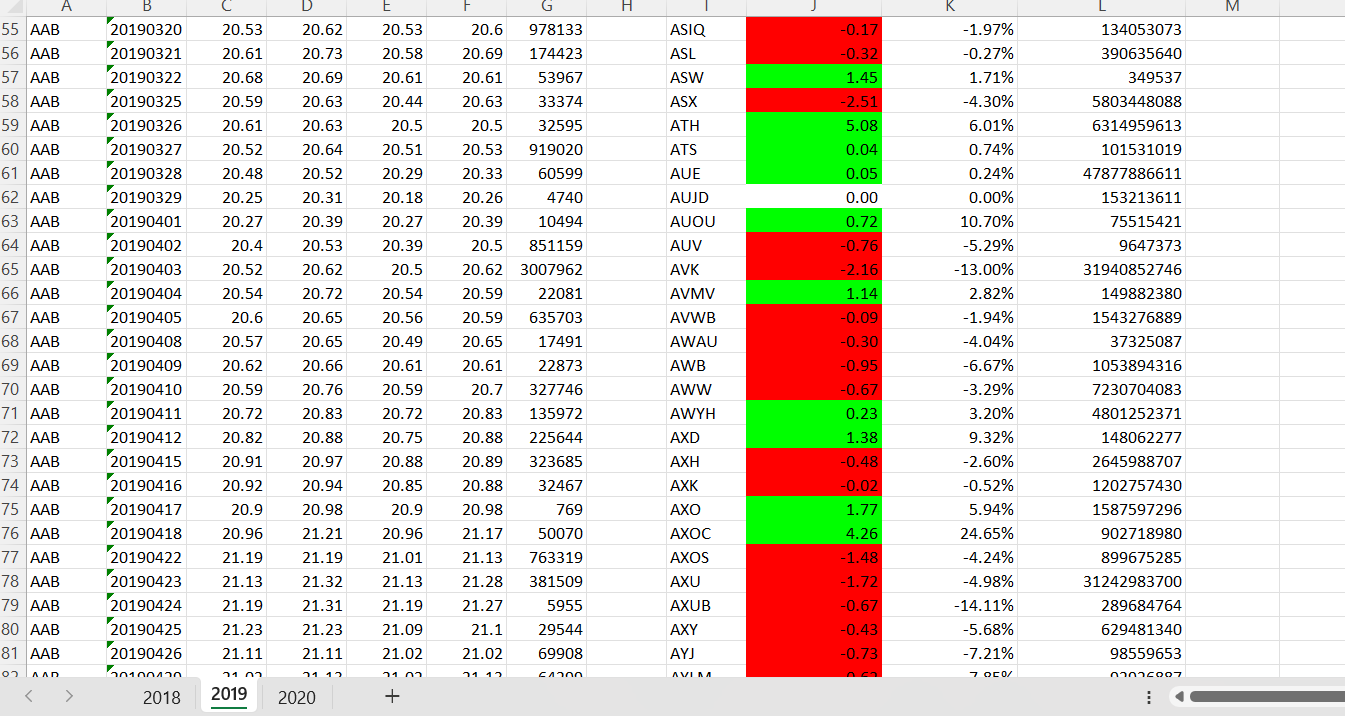 A B C D E F G H I J K L M
55 AAB 20190320 20.53 20.62 20.53 20.6 978133 ASIQ -0.17 -1.97% 134053073
56 AAB 20190321 20.61 20.73 20.58 20.69 174423 ASL -0.32 -0.27% 390635640
57 AAB 20190322 20.68 20.69 20.61 20.61 53967 ASW 1.45 1.71% 349537
58 AAB 20190325 20.59 20.63 20.44 20.63 33374 ASX -2.51 -4.30% 5803448088
59 AAB 20190326 20.61 20.63 20.5 20.5 32595 ATH 5.08 6.01% 6314959613
60 AAB 20190327 20.52 20.64 20.51 20.53 919020 ATS 0.04 0.74% 101531019
61 AAB 20190328 20.48 20.52 20.29 20.33 60599 AUE 0.05 0.24% 47877886611
62 AAB 20190329 20.25 20.31 20.18 20.26 4740 AUJD 0.00 0.00% 153213611
63 AAB 20190401 20.27 20.39 20.27 20.39 10494 AUOU 0.72 10.70% 75515421
64 AAB 20190402 20.4 20.53 20.39 20.5 851159 AUV -0.76 -5.29% 9647373
65 AAB 20190403 20.52 20.62 20.5 20.62 3007962 AVK -2.16 -13.00% 31940852746
66 AAB 20190404 20.54 20.72 20.54 20.59 22081 AVMV 1.14 2.82% 149882380
67 AAB 20190405 20.6 20.65 20.56 20.59 635703 AVWB -0.09 -1.94% 1543276889
68 AAB 20190408 20.57 20.65 20.49 20.65 17491 AWAU -0.30 -4.04% 37325087
69 AAB 20190409 20.62 20.66 20.61 20.61 22873 AWB -0.95 -6.67% 1053894316
70 AAB 20190410 20.59 20.76 20.59 20.7 327746 AWW -0.67 -3.29% 7230704083
71 AAB 20190411 20.72 20.83 20.72 20.83 135972 AWYH 0.23 3.20% 4801252371
72 AAB 20190412 20.82 20.88 20.75 20.88 225644 AXD 1.38 9.32% 148062277
73 AAB 20190415 20.91 20.97 20.88 20.89 323685 AXH -0.48 -2.60% 2645988707
74 AAB 20190416 20.92 20.94 20.85 20.88 32467 AXK -0.02 -0.52% 1202757430
75 AAB 20190417 20.9 20.98 20.9 20.98 769 AXO 1.77 5.94% 1587597296
76 AAB 20190418 20.96 21.21 20.96 21.17 50070 AXOC 4.26 24.65% 902718980
77 AAB 20190422 21.19 21.19 21.01 21.13 763319 AXOS -1.48 -4.24% 899675285
78 AAB 20190423 21.13 21.32 21.13 21.28 381509 AXU -1.72 -4.98% 31242983700
79 AAB 20190424 21.19 21.31 21.19 21.27 5955 AXUB -0.67 -14.11% 289684764
80 AAB 20190425 21.23 21.23 21.09 21.1 29544 AXY -0.43 -5.68% 629481340
81 AAB 20190426 21.11 21.11 21.02 21.02 69908 AYJ -0.73 -7.21% 98559653
82 AAB 20190429
2018 2019 2020 +